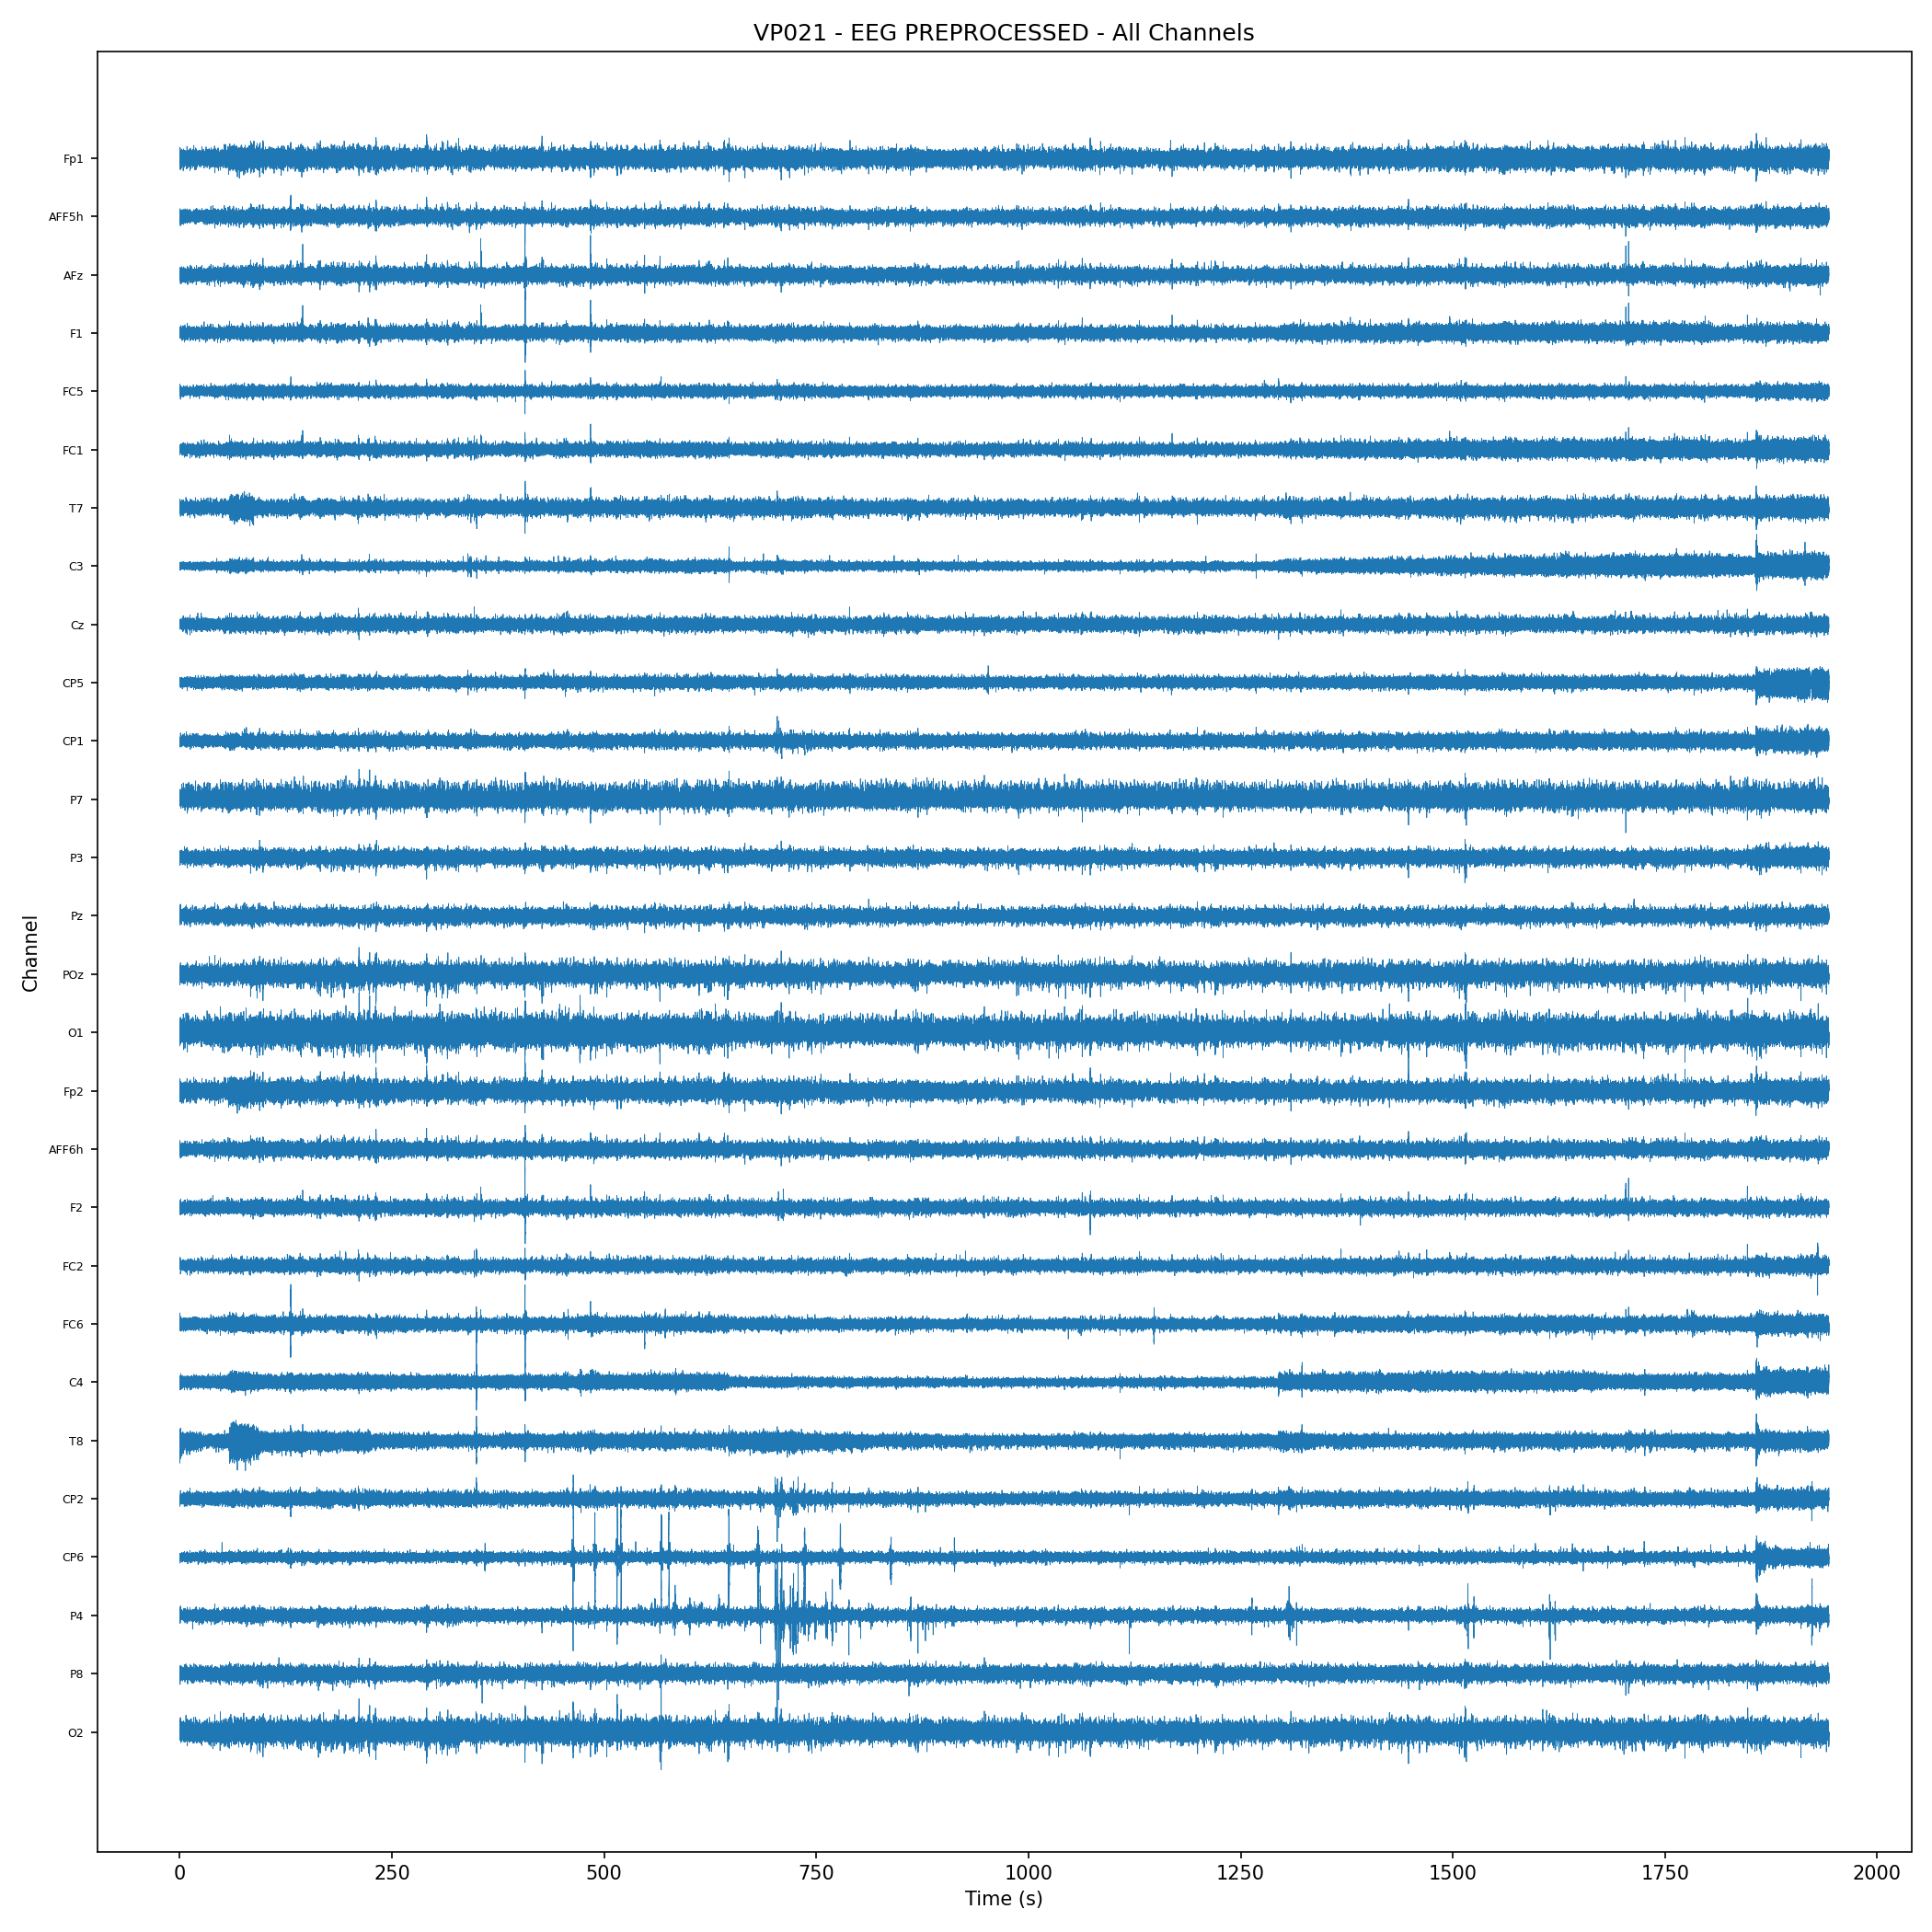 VP021 - EEG PREPROCESSED - All Channels
Channel
Fp1
AFF5h
AFz
F1
FC5
FC1
T7
C3
Cz
CP5
CP1
P7
P3
Pz
POz
O1
Fp2
AFF6h
F2
FC2
FC6
C4
T8
CP2
CP6
P4
P8
O2
0 250 500 750 1000 1250 1500 1750 2000
Time (s)